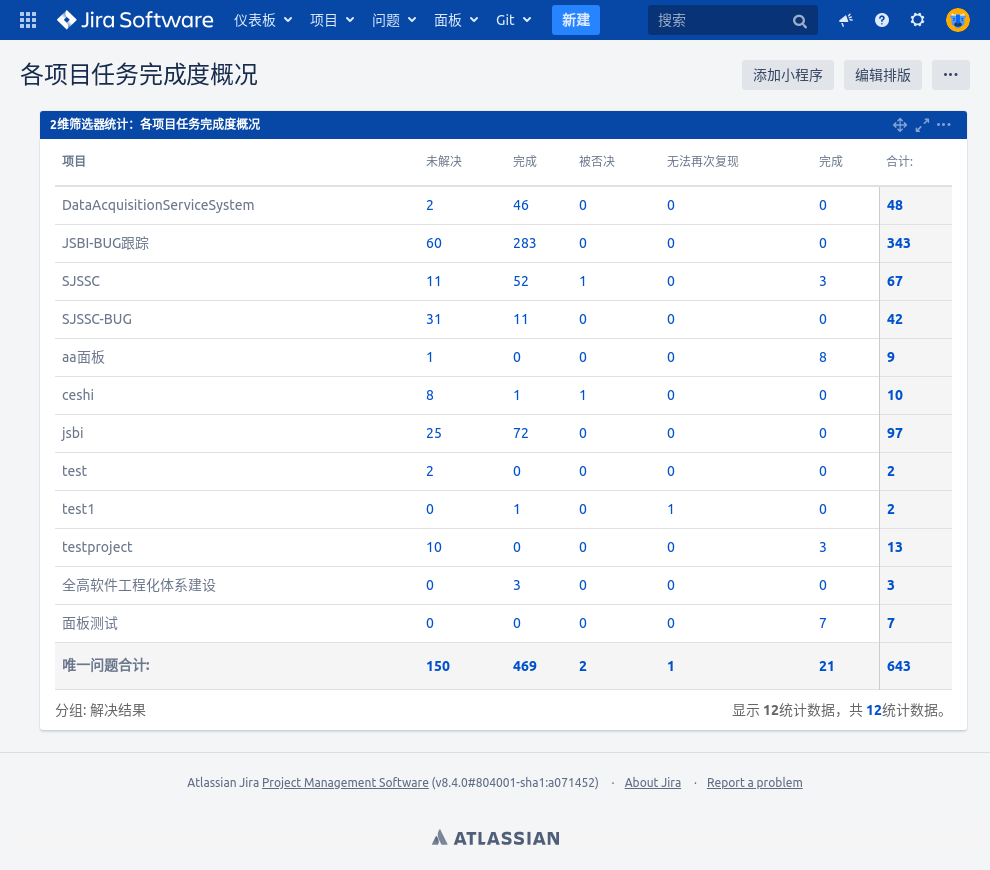 Jira Software 仪表板 项目 问题 面板 Git 新建 搜索
各项目任务完成度概况 添加小程序 编辑排版 ···
2维筛选器统计：各项目任务完成度概况
项目 未解决 完成 被否决 无法再次复现 完成 合计:
DataAcquisitionServiceSystem 2 46 0 0 0 48
JSBI-BUG跟踪 60 283 0 0 0 343
SJSSC 11 52 1 0 3 67
SJSSC-BUG 31 11 0 0 0 42
aa面板 1 0 0 0 8 9
ceshi 8 1 1 0 0 10
jsbi 25 72 0 0 0 97
test 2 0 0 0 0 2
test1 0 1 0 1 0 2
testproject 10 0 0 0 3 13
全高软件工程化体系建设 0 3 0 0 0 3
面板测试 0 0 0 0 7 7
唯一问题合计: 150 469 2 1 21 643
分组: 解决结果 显示 12统计数据，共 12统计数据。
Atlassian Jira Project Management Software (v8.4.0#804001-sha1:a071452) · About Jira · Report a problem
ATLASSIAN